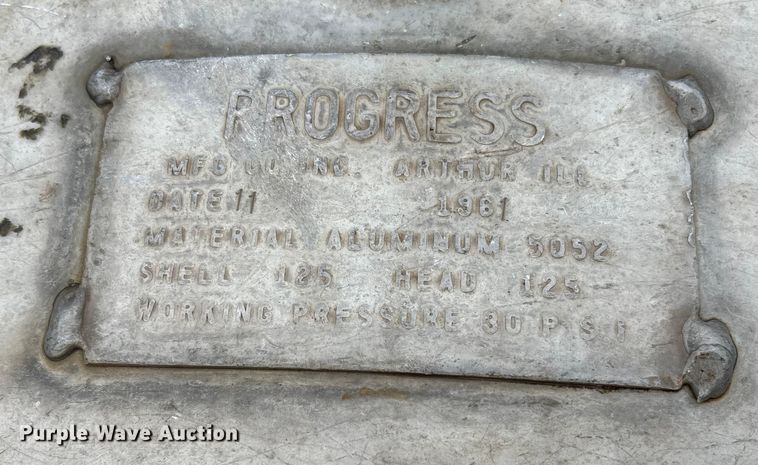 PROGRESS
MFG CO INC. ARTHUR ILL.
DATE 11 1961
MATERIAL ALUMINUM 5052
SHELL .125 HEAD .125
WORKING PRESSURE 30 P.S.I
Purple Wave Auction